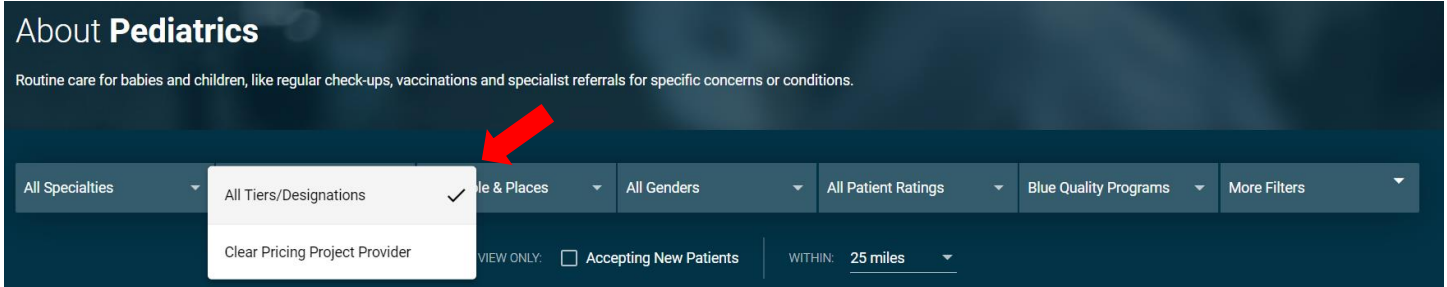 About Pediatrics
Routine care for babies and children, like regular check-ups, vaccinations and specialist referrals for specific concerns or conditions.
All Specialties All Tiers/Designations le & Places All Genders All Patient Ratings Blue Quality Programs More Filters
Clear Pricing Project Provider VIEW ONLY: Accepting New Patients WITHIN: 25 miles